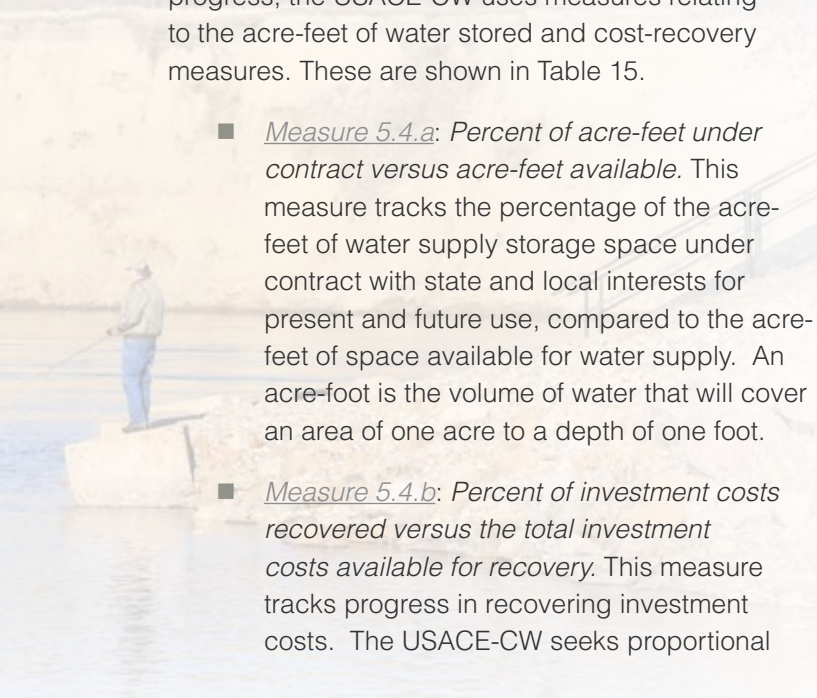 progress, the USACE-CW uses measures relating
to the acre-feet of water stored and cost-recovery
measures. These are shown in Table 15.
■ Measure 5.4.a: Percent of acre-feet under
contract versus acre-feet available. This
measure tracks the percentage of the acre-
feet of water supply storage space under
contract with state and local interests for
present and future use, compared to the acre-
feet of space available for water supply.  An
acre-foot is the volume of water that will cover
an area of one acre to a depth of one foot.
■ Measure 5.4.b: Percent of investment costs
recovered versus the total investment
costs available for recovery. This measure
tracks progress in recovering investment
costs.  The USACE-CW seeks proportional